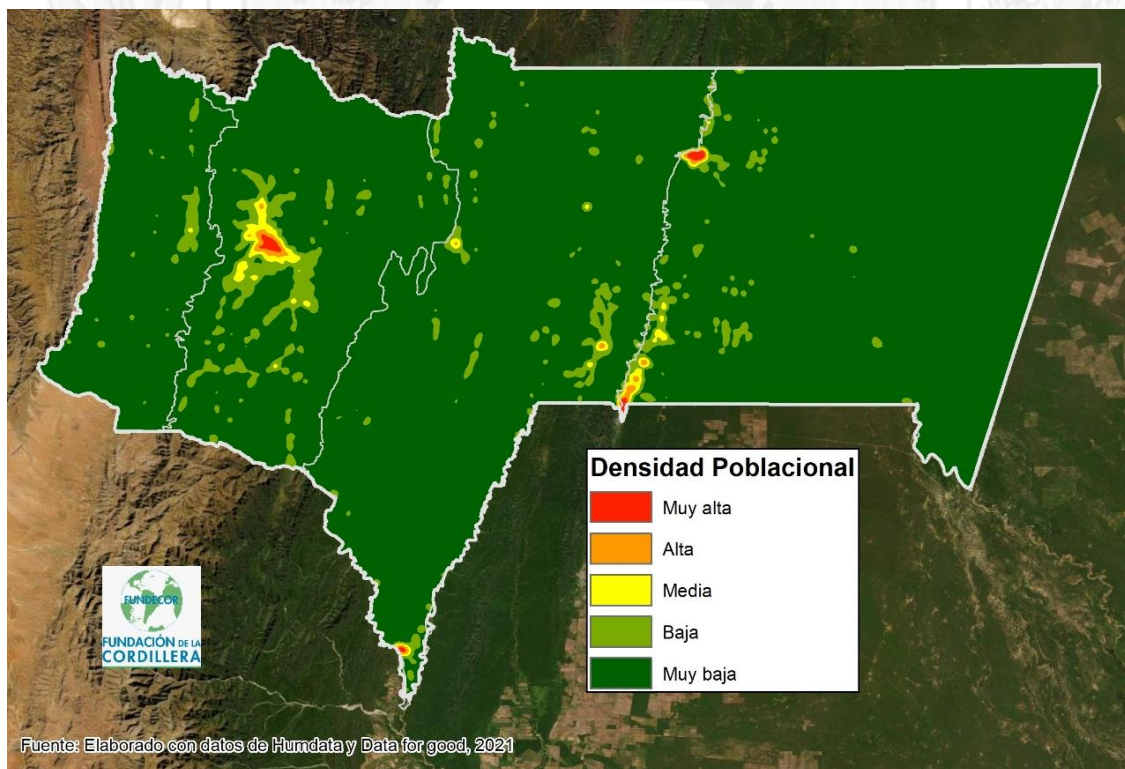 Densidad Poblacional
Muy alta
Alta
Media
Baja
Muy baja
FUNDECOR
FUNDACIÓN DE LA
CORDILLERA
Fuente: Elaborado con datos de Humdata y Data for good, 2021